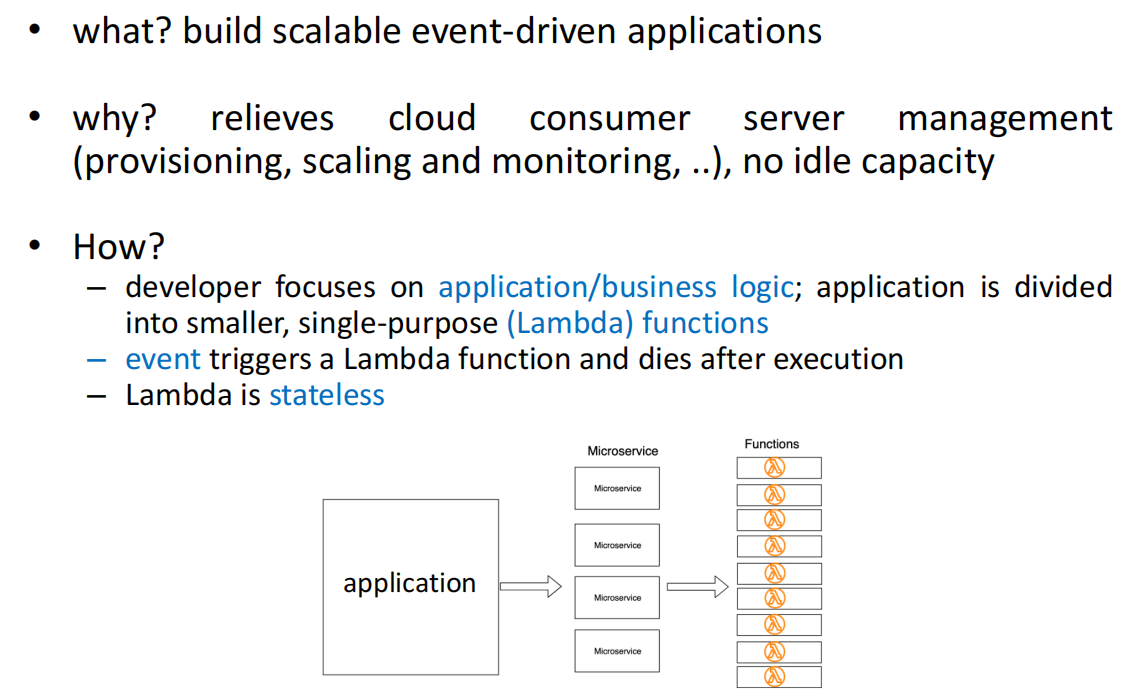 • what? build scalable event-driven applications
• why? relieves cloud consumer server management
(provisioning, scaling and monitoring, ..), no idle capacity
• How?
– developer focuses on application/business logic; application is divided
into smaller, single-purpose (Lambda) functions
– event triggers a Lambda function and dies after execution
– Lambda is stateless
application
Microservice
Microservice
Microservice
Microservice
Microservice
Functions
λ
λ
λ
λ
λ
λ
λ
λ
λ